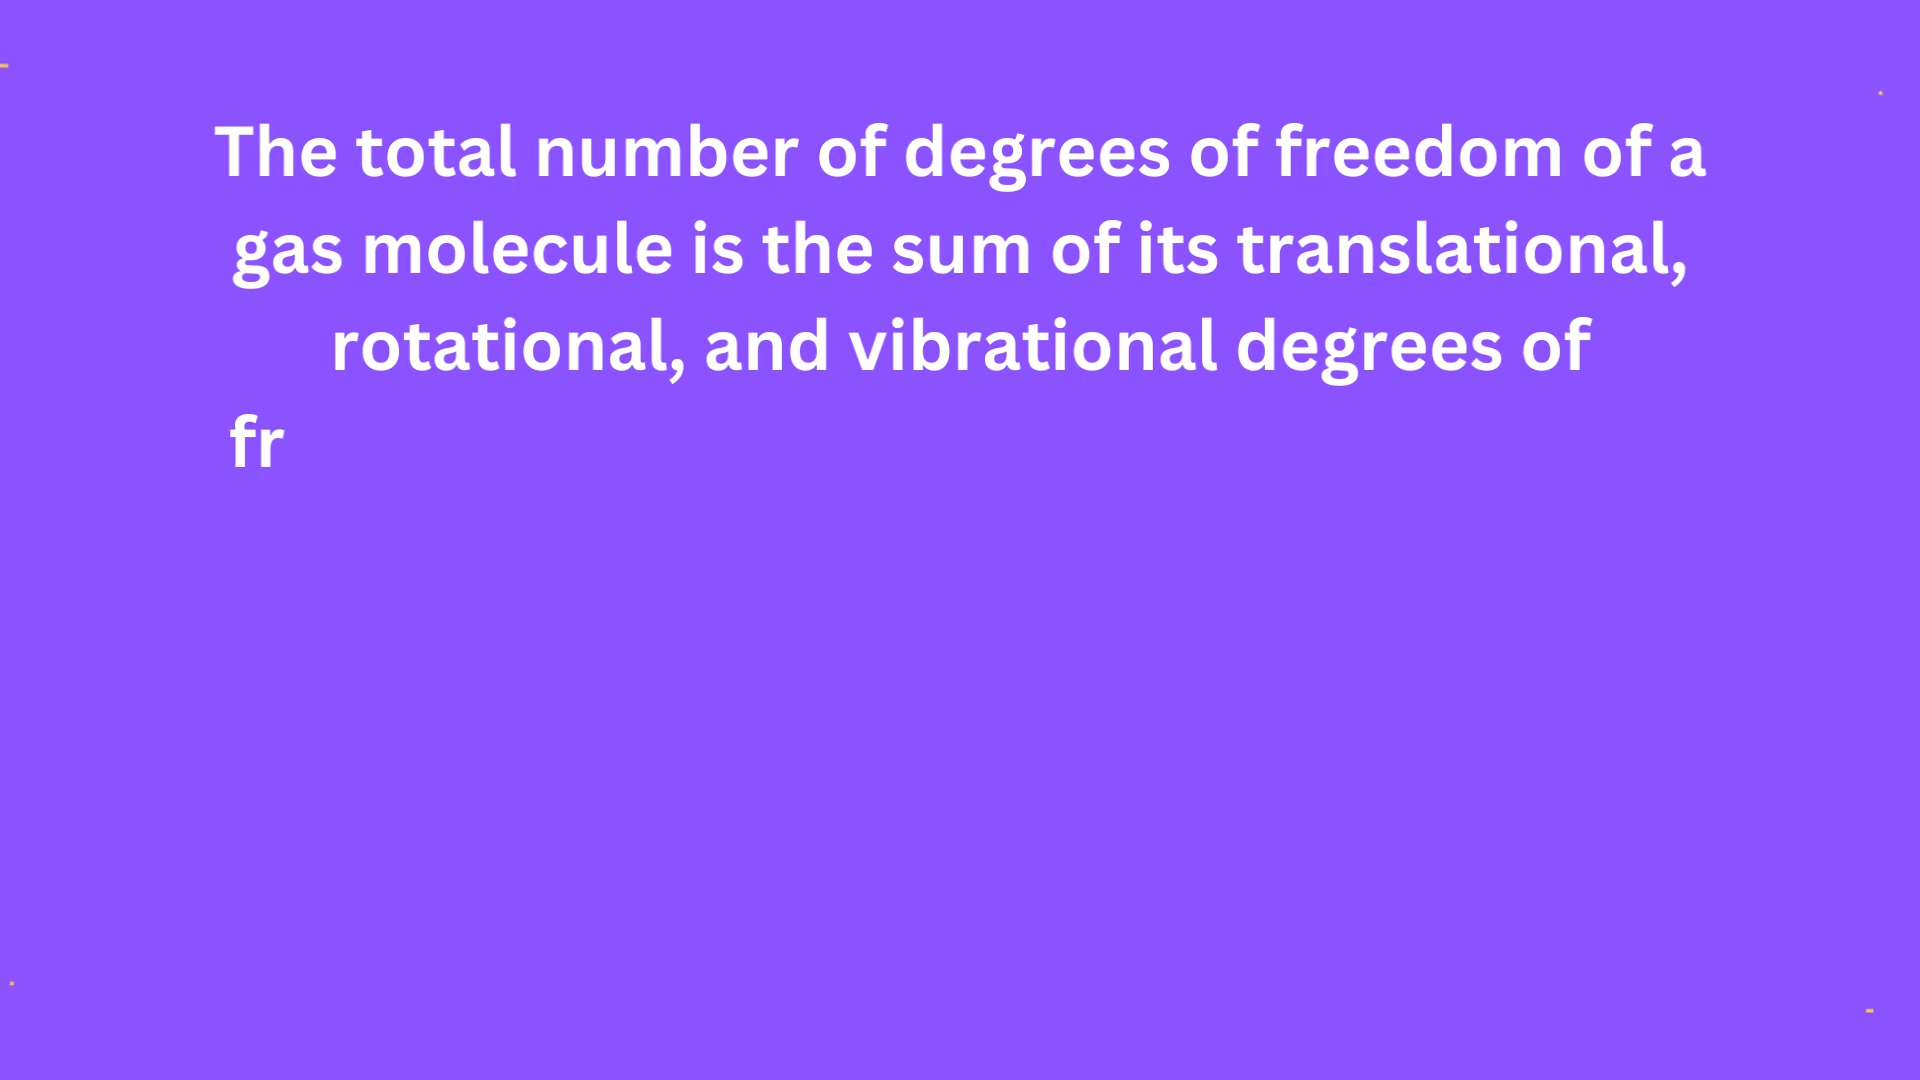 The total number of degrees of freedom of a
gas molecule is the sum of its translational,
rotational, and vibrational degrees of
fr